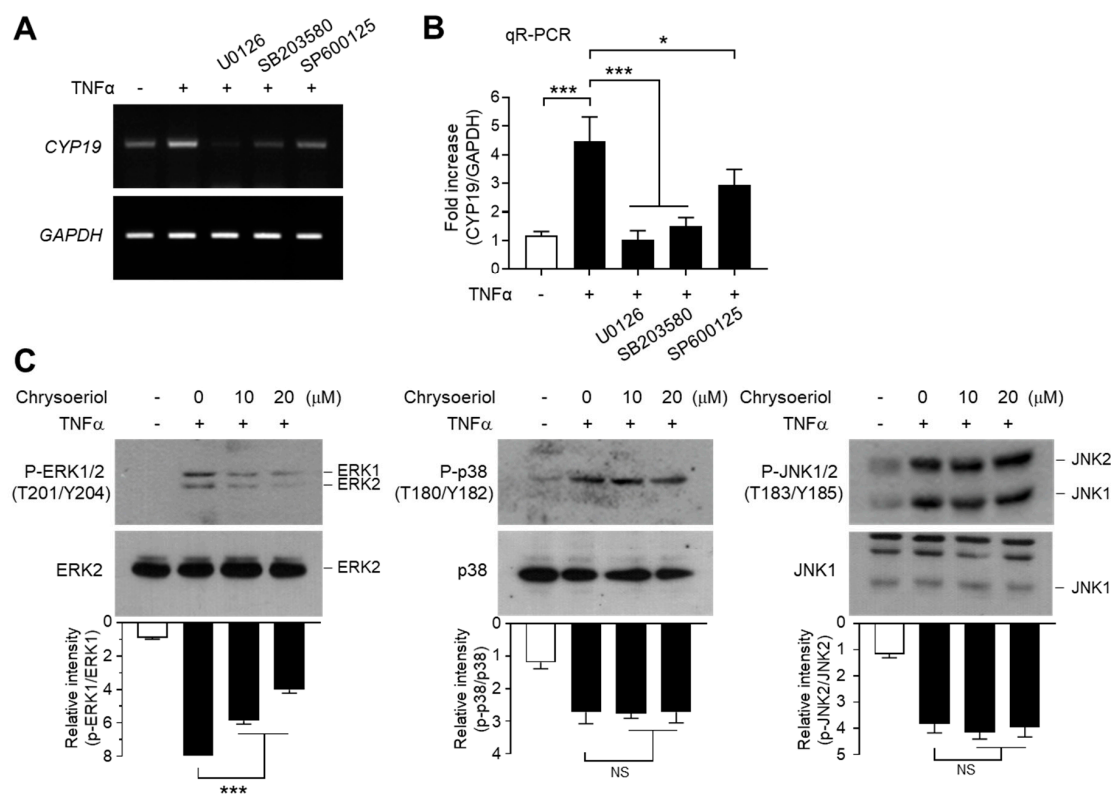 A
U0126
SB203580
SP600125
TNFα - + + + +
CYP19
GAPDH
B
qR-PCR
*
***
***
Fold increase
(CYP19/GAPDH)
6
5
4
3
2
1
0
TNFα - + + + +
U0126
SB203580
SP600125
C
Chrysoeriol - 0 10 20 (μM)
TNFα - + + +
P-ERK1/2
(T201/Y204)
ERK1
ERK2
ERK2
ERK2
Relative intensity
(p-ERK1/ERK1)
0
2
4
6
8
***
Chrysoeriol - 0 10 20 (μM)
TNFα - + + +
P-p38
(T180/Y182)
p38
Relative intensity
(p-p38/p38)
0
1
2
3
4
NS
Chrysoeriol - 0 10 20 (μM)
TNFα - + + +
P-JNK1/2
(T183/Y185)
JNK2
JNK1
JNK1
JNK1
Relative intensity
(p-JNK2/JNK2)
0
1
2
3
4
5
NS